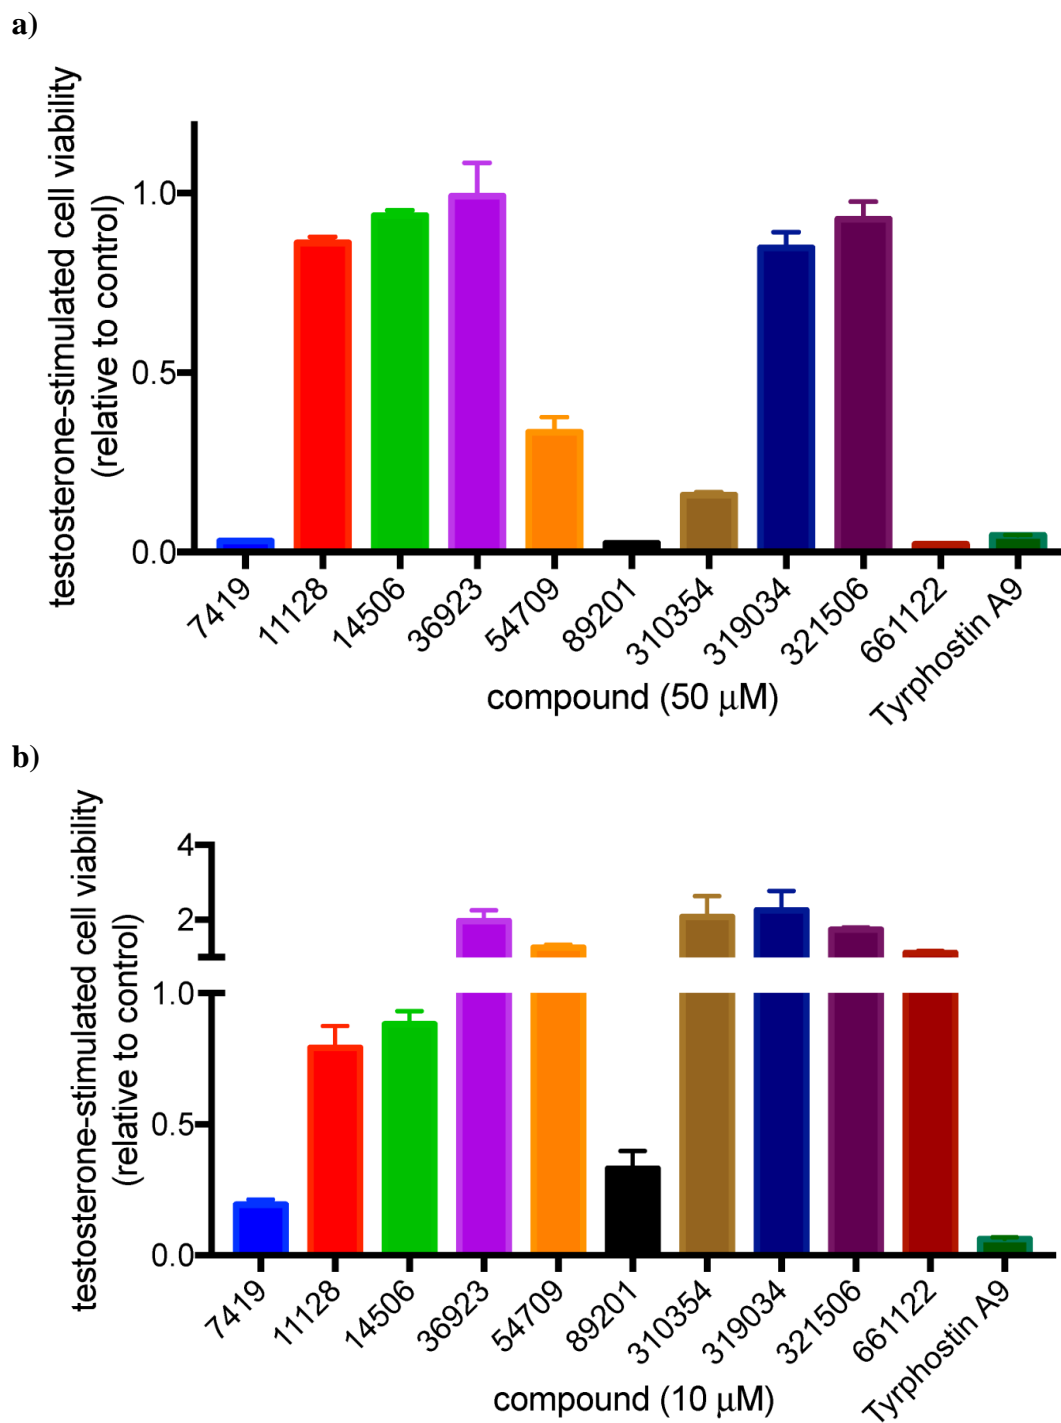 a)
testosterone-stimulated cell viability
(relative to control)
1.0
0.5
0.0
7419
11128
14506
36923
54709
89201
310354
319034
321506
661122
Tyrphostin A9
compound (50 μM)
b)
testosterone-stimulated cell viability
(relative to control)
4
2
1.0
0.5
0.0
7419
11128
14506
36923
54709
89201
310354
319034
321506
661122
Tyrphostin A9
compound (10 μM)